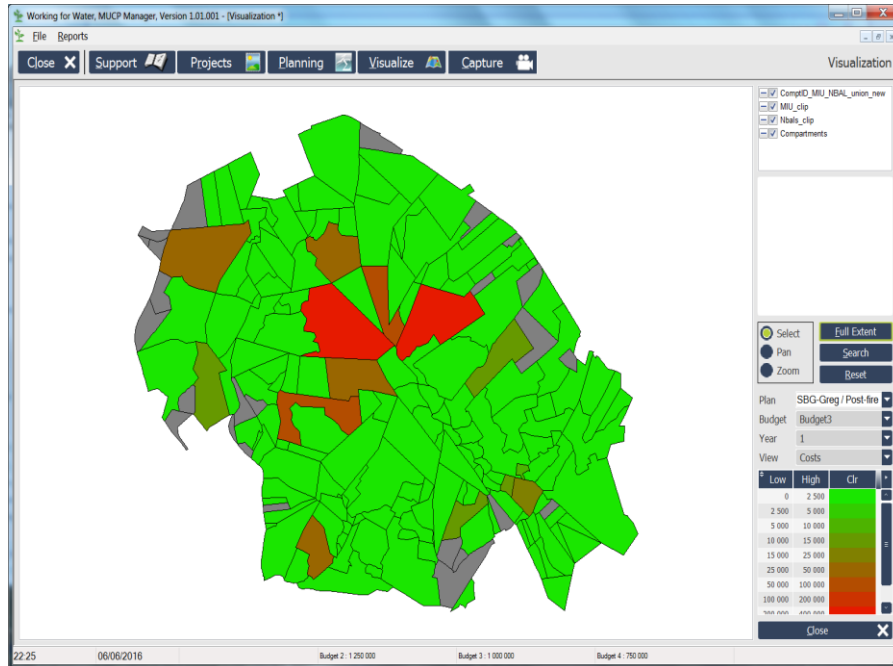 Working for Water, MUCP Manager, Version 1.01.001 - [Visualization *]
File Reports
Close Support Projects Planning Visualize Capture Visualization
ComptID_MIU_NBAL_union_new
MIU_clip
Nbals_clip
Compartments
Select Full Extent
Pan Search
Zoom Reset
Plan SBG-Greg / Post-fire
Budget Budget3
Year 1
View Costs
Low High Clr
0 2 500
2 500 5 000
5 000 10 000
10 000 15 000
15 000 25 000
25 000 50 000
50 000 100 000
100 000 200 000
200 000 400 000
Close
22:25 06/06/2016 Budget 2 : 1 250 000 Budget 3 : 1 000 000 Budget 4 : 750 000